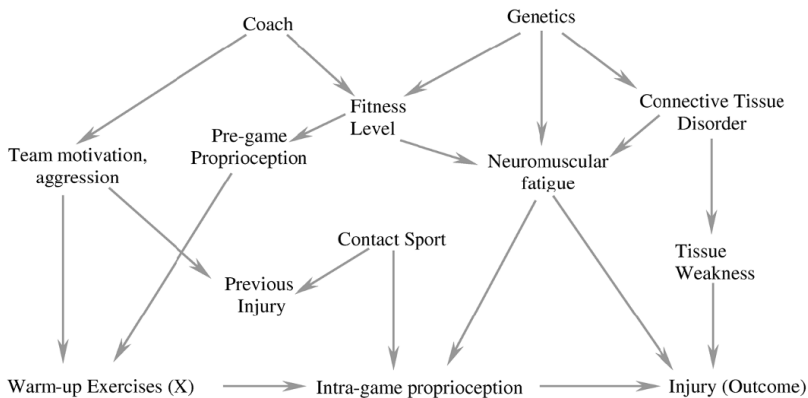 Coach
Genetics
Fitness
Level
Connective Tissue
Disorder
Pre-game
Proprioception
Team motivation,
aggression
Neuromuscular
fatigue
Contact Sport
Tissue
Weakness
Previous
Injury
Warm-up Exercises (X)
Intra-game proprioception
Injury (Outcome)